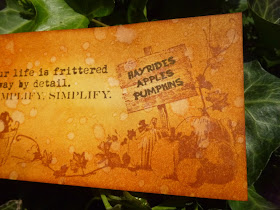 ur life is frittered
way by detail.
IMPLIFY, SIMPLIFY.
HAYRIDES
APPLES
PUMPKINS